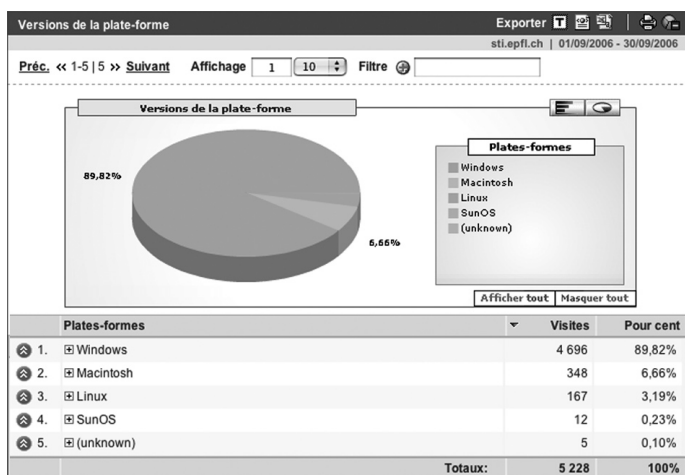 Versions de la plate-forme Exporter T
sti.epfl.ch | 01/09/2006 - 30/09/2006
Préc. << 1-5 | 5 >> Suivant Affichage 1 10 Filtre
Versions de la plate-forme
89,82%
6,66%
Plates-formes
Windows
Macintosh
Linux
SunOS
(unknown)
Afficher tout Masquer tout
Plates-formes Visites Pour cent
1. Windows 4 696 89,82%
2. Macintosh 348 6,66%
3. Linux 167 3,19%
4. SunOS 12 0,23%
5. (unknown) 5 0,10%
Totaux: 5 228 100%